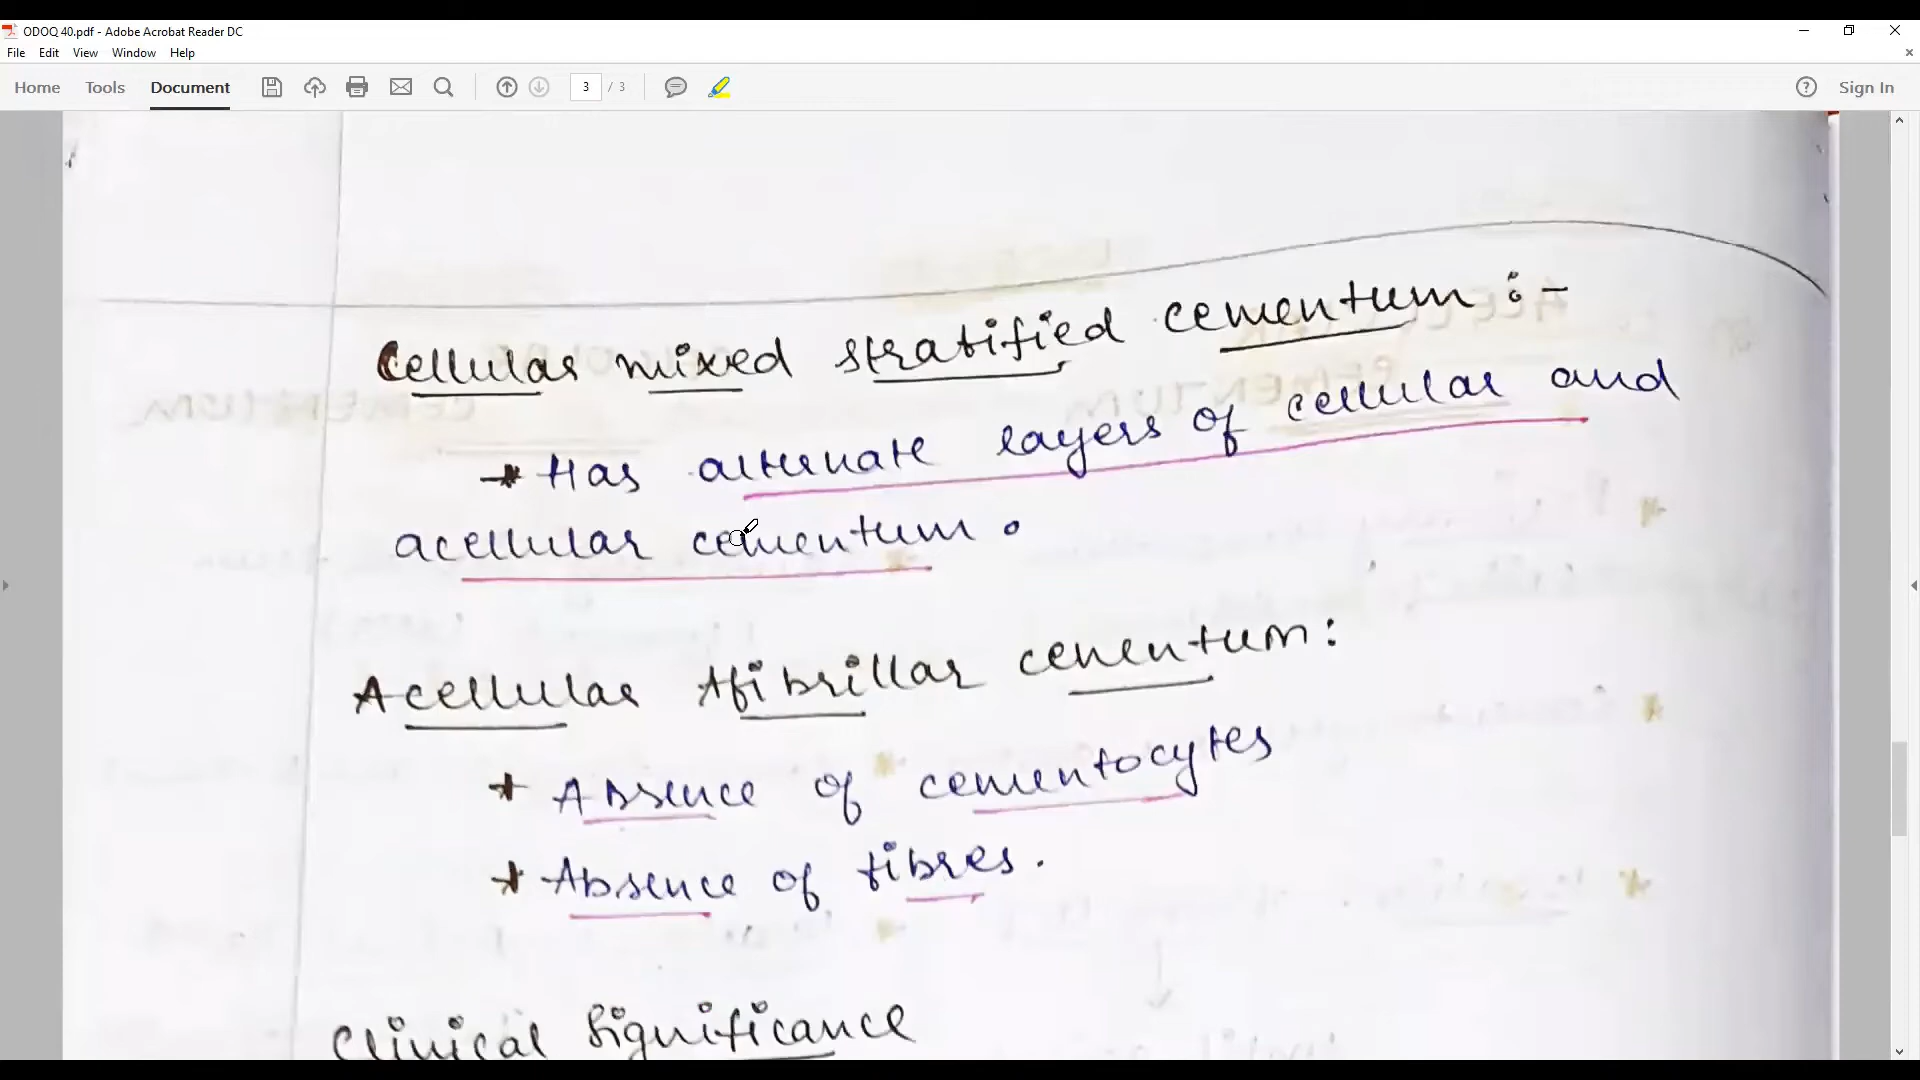 ODOQ 40.pdf - Adobe Acrobat Reader DC
File Edit View Window Help
Home Tools Document 3 / 3 Sign In
Cellular mixed stratified cementum :-
→ Has alternate layers of cellular and
acellular cementum.
Acellular Afibrillar cementum:
* Absence of cementocytes
* Absence of fibres.
Clinical Significance